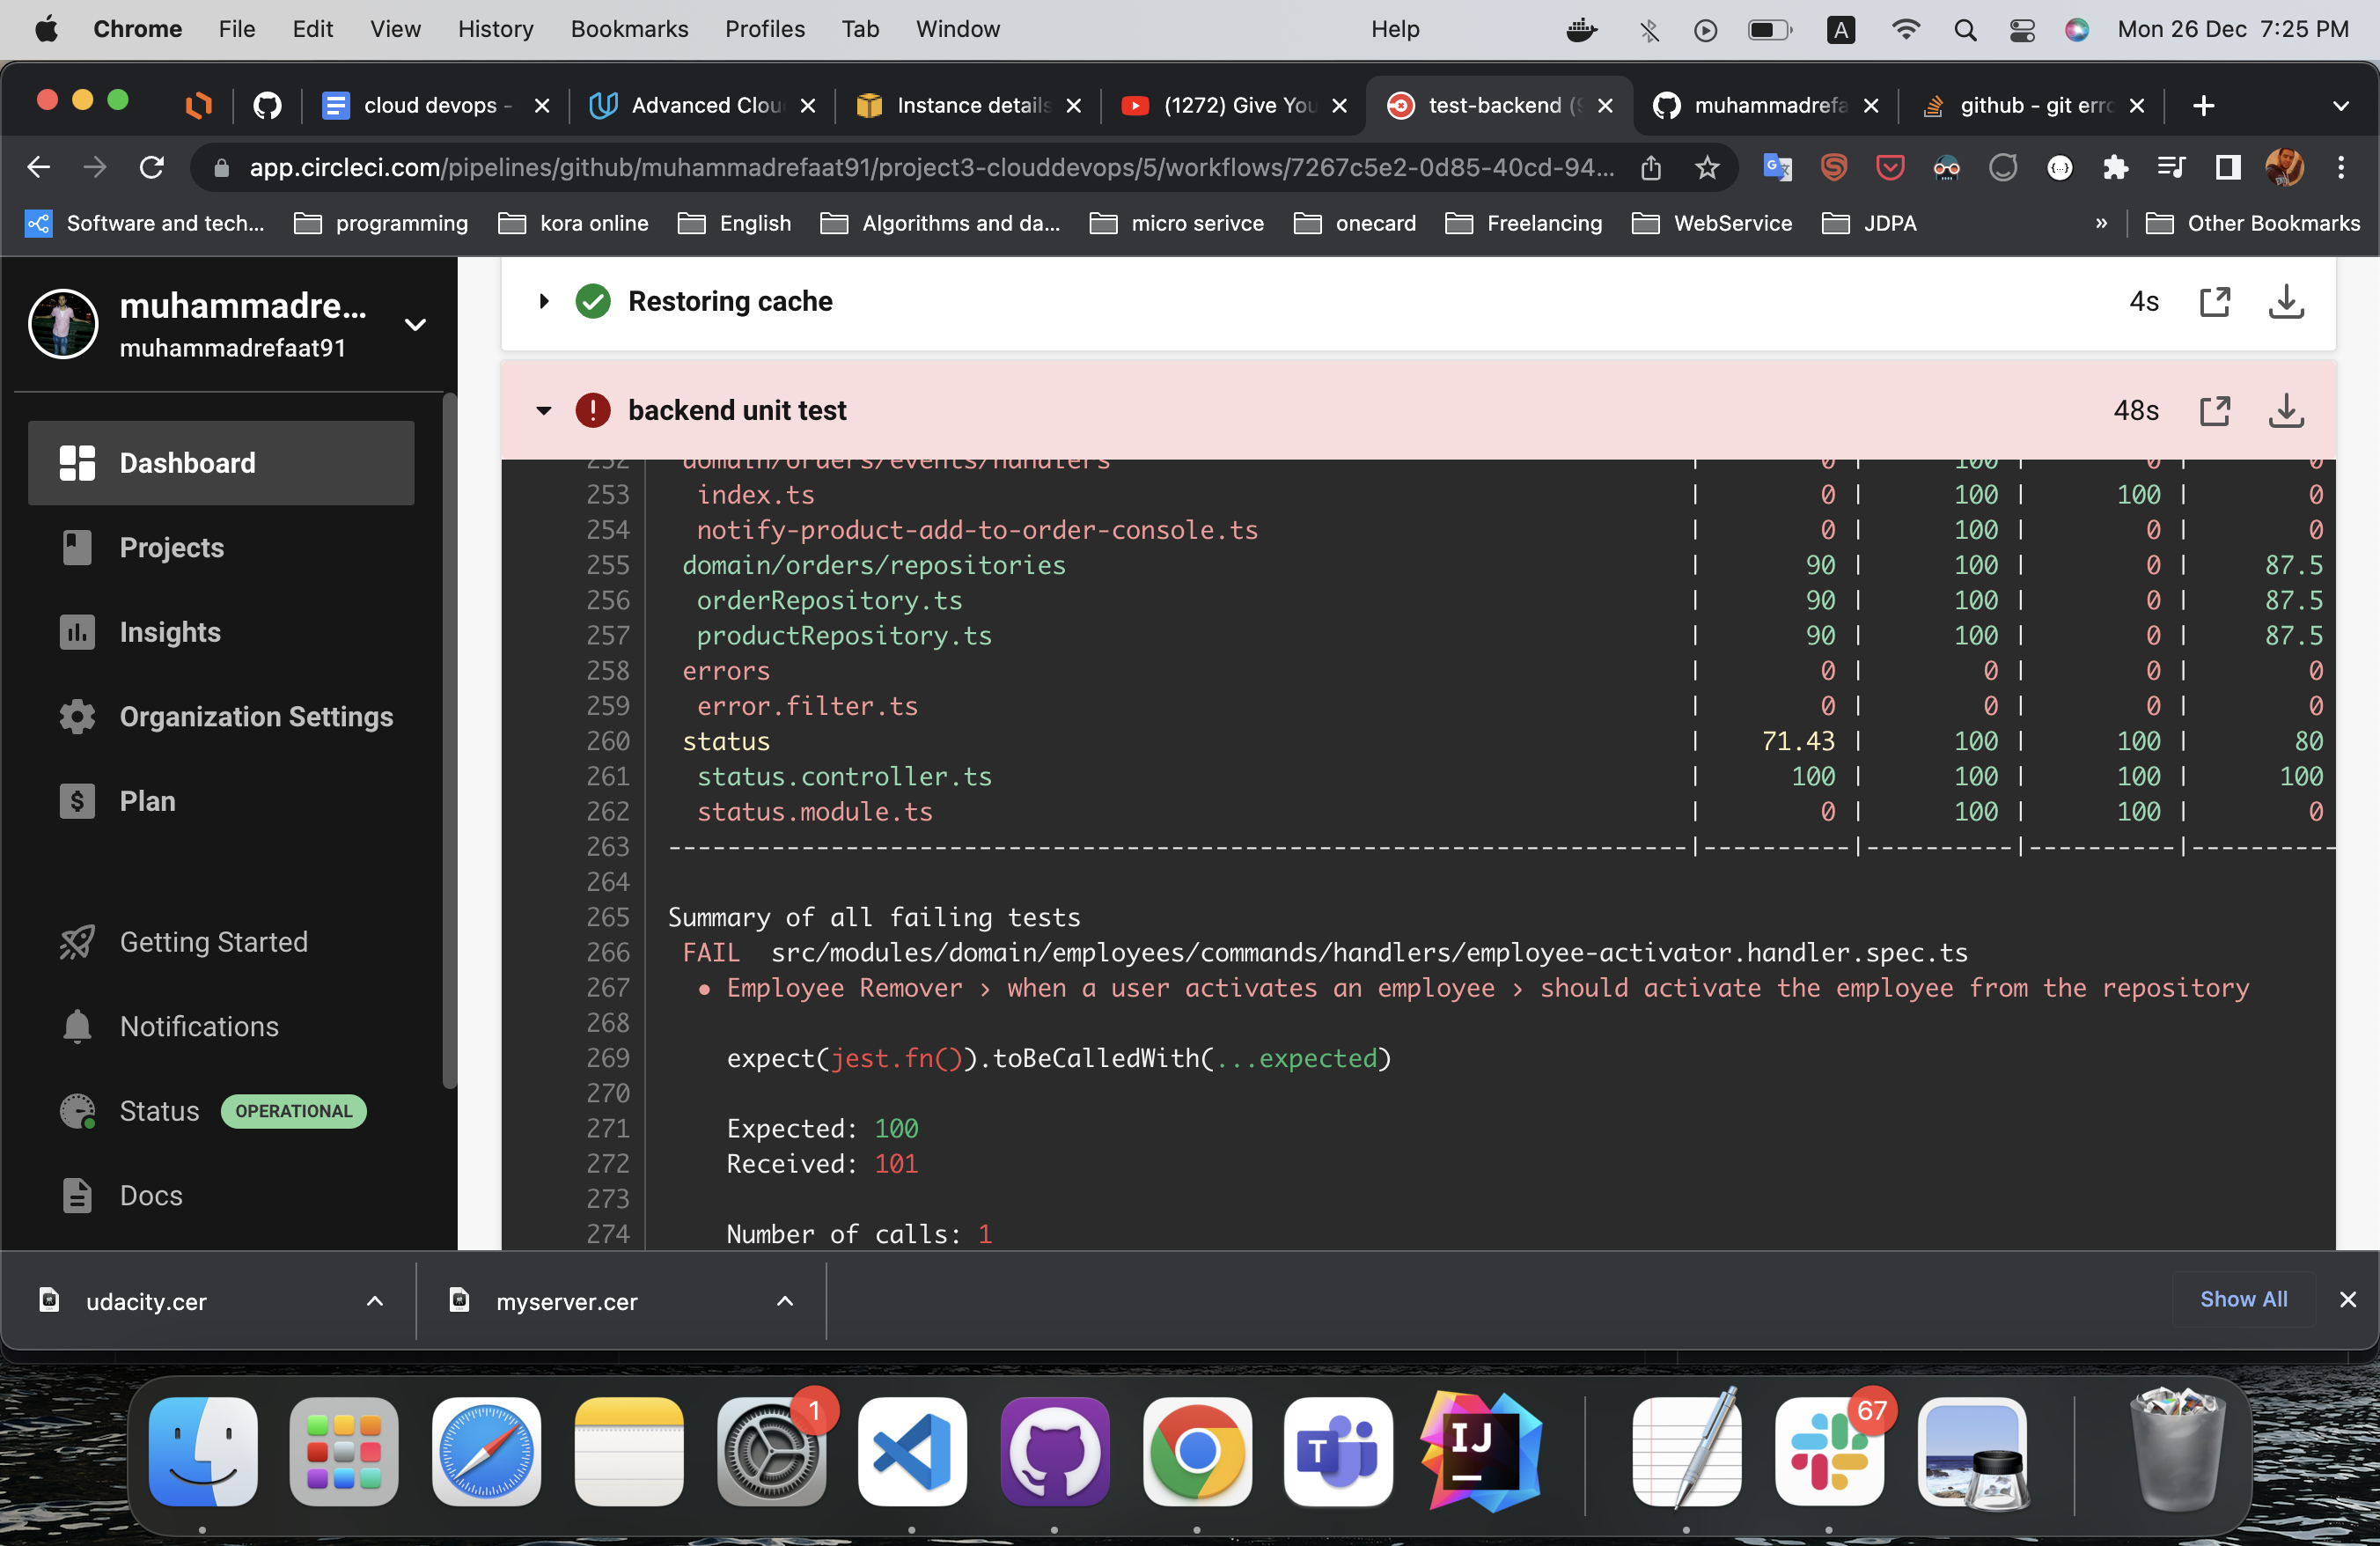 Chrome File Edit View History Bookmarks Profiles Tab Window Help A Mon 26 Dec 7:25 PM
cloud devops - Advanced Clou Instance details (1272) Give You test-backend (9 muhammadrefa github - git erro
app.circleci.com/pipelines/github/muhammadrefaat91/project3-clouddevops/5/workflows/7267c5e2-0d85-40cd-94...
Software and tech... programming kora online English Algorithms and da... micro serivce onecard Freelancing WebService JDPA » Other Bookmarks
muhammadre...
muhammadrefaat91
Dashboard
Projects
Insights
Organization Settings
Plan
Getting Started
Notifications
Status OPERATIONAL
Docs
Restoring cache 4s
backend unit test 48s
252 domain/orders/events/handlers | 0 | 100 | 0 | 0
253 index.ts | 0 | 100 | 100 | 0
254 notify-product-add-to-order-console.ts | 0 | 100 | 0 | 0
255 domain/orders/repositories | 90 | 100 | 0 | 87.5
256 orderRepository.ts | 90 | 100 | 0 | 87.5
257 productRepository.ts | 90 | 100 | 0 | 87.5
258 errors | 0 | 0 | 0 | 0
259 error.filter.ts | 0 | 0 | 0 | 0
260 status | 71.43 | 100 | 100 | 80
261 status.controller.ts | 100 | 100 | 100 | 100
262 status.module.ts | 0 | 100 | 100 | 0
263 ---------------------------------------------------------------------|----------|----------|----------|----------
264
265 Summary of all failing tests
266 FAIL src/modules/domain/employees/commands/handlers/employee-activator.handler.spec.ts
267 ● Employee Remover › when a user activates an employee › should activate the employee from the repository
268
269 expect(jest.fn()).toBeCalledWith(...expected)
270
271 Expected: 100
272 Received: 101
273
274 Number of calls: 1
udacity.cer myserver.cer Show All
1 T IJ 67